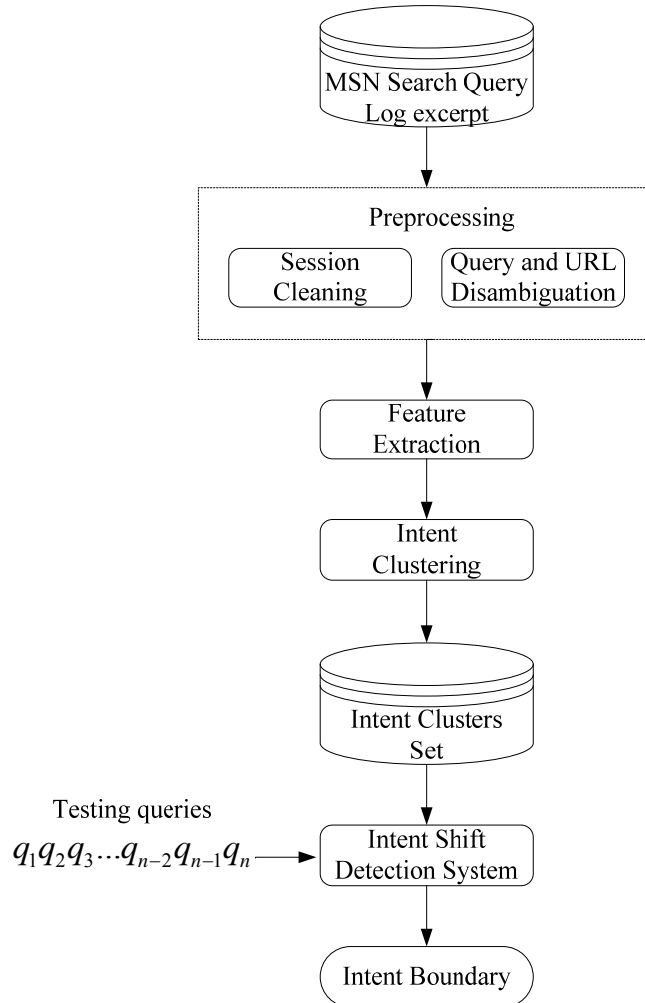 MSN Search Query
Log excerpt
Preprocessing
Session
Cleaning
Query and URL
Disambiguation
Feature
Extraction
Intent
Clustering
Intent Clusters
Set
Testing queries
q₁q₂q₃...qₙ₋₂qₙ₋₁qₙ
Intent Shift
Detection System
Intent Boundary